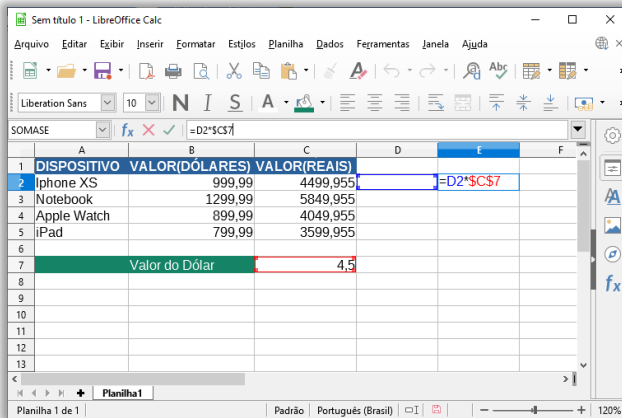 Sem título 1 - LibreOffice Calc
Arquivo Editar Exibir Inserir Formatar Estilos Planilha Dados Ferramentas Janela Ajuda
Liberation Sans 10 N I S A
SOMASE fx =D2*$C$7
A B C D E F
1 DISPOSITIVO VALOR(DÓLARES) VALOR(REAIS)
2 Iphone XS 999,99 4499,955 =D2*$C$7
3 Notebook 1299,99 5849,955
4 Apple Watch 899,99 4049,955
5 iPad 799,99 3599,955
6
7 Valor do Dólar 4,5
8
9
10
11
12
13
Planilha1
Planilha 1 de 1 Padrão Português (Brasil) 120%